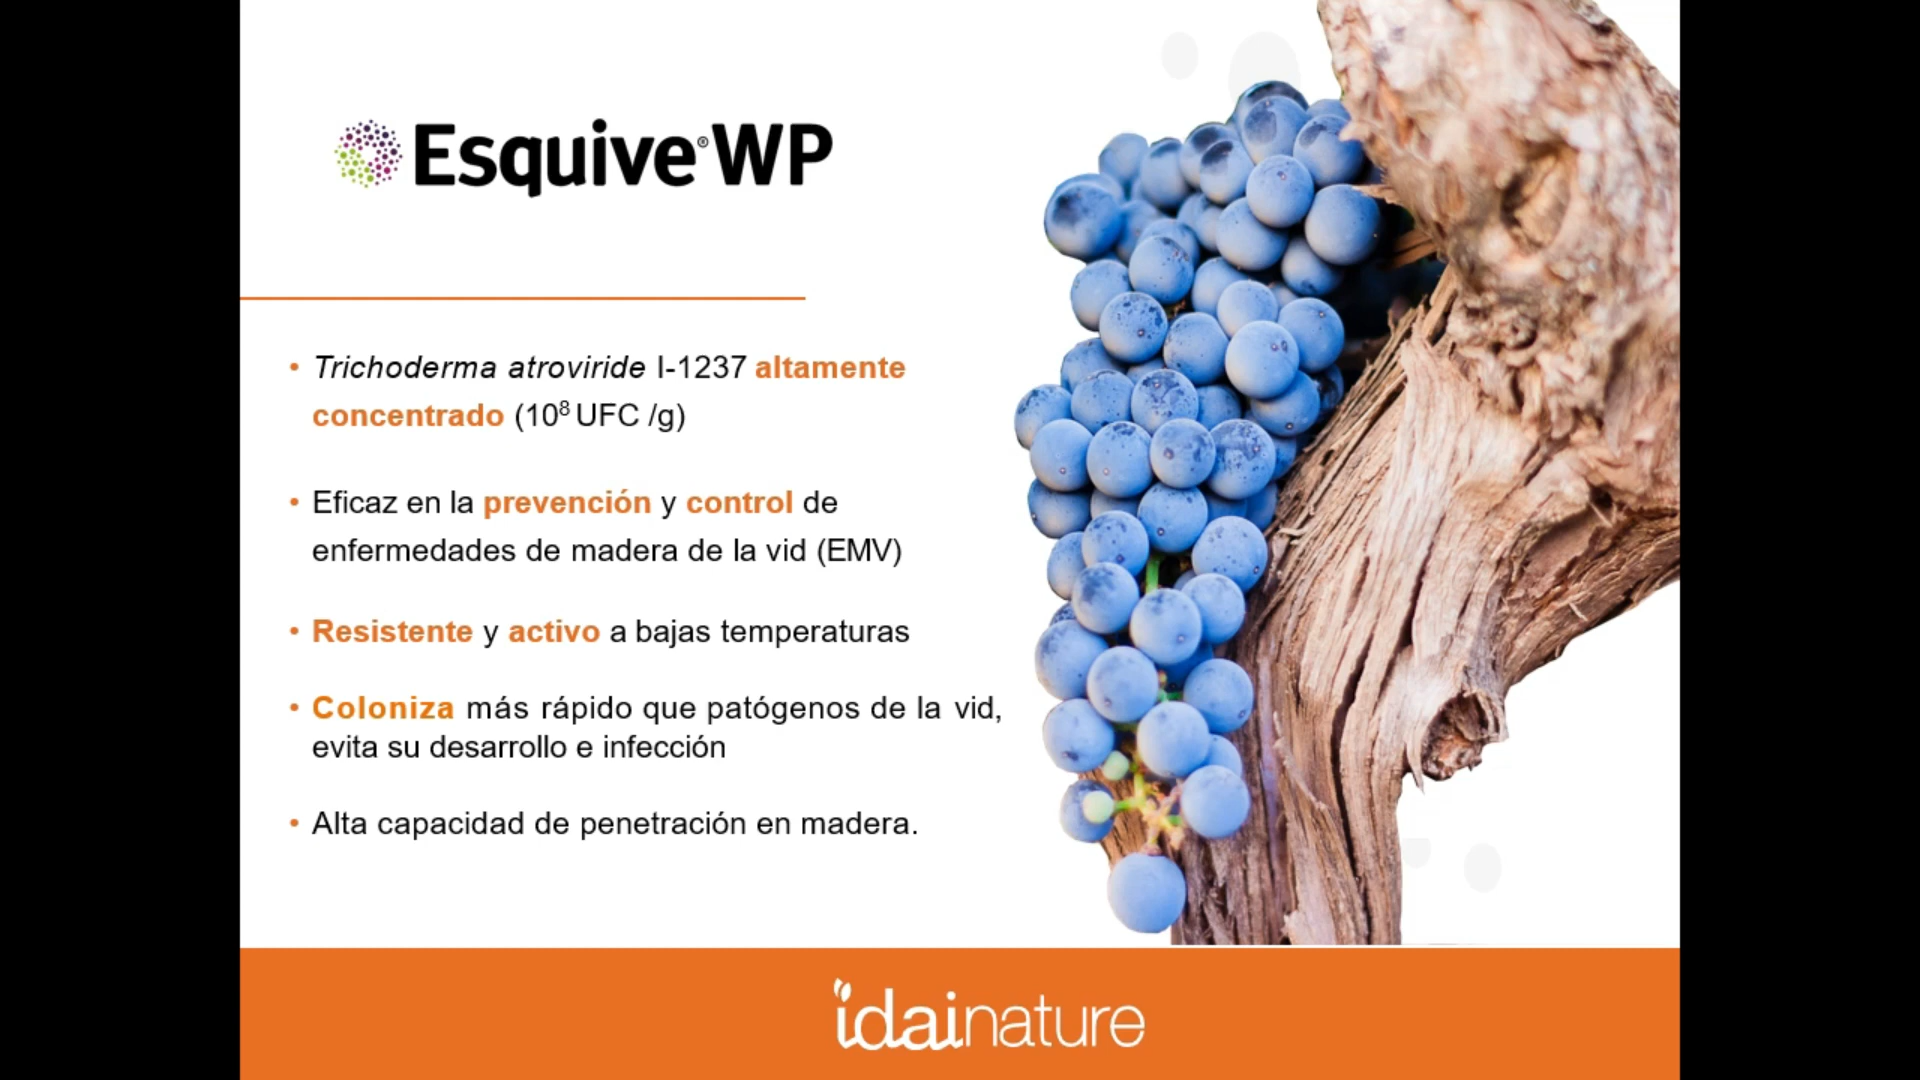 Esquive® WP
• Trichoderma atroviride I-1237 altamente
concentrado (10⁸ UFC /g)
• Eficaz en la prevención y control de
enfermedades de madera de la vid (EMV)
• Resistente y activo a bajas temperaturas
• Coloniza más rápido que patógenos de la vid,
evita su desarrollo e infección
• Alta capacidad de penetración en madera.
idainature